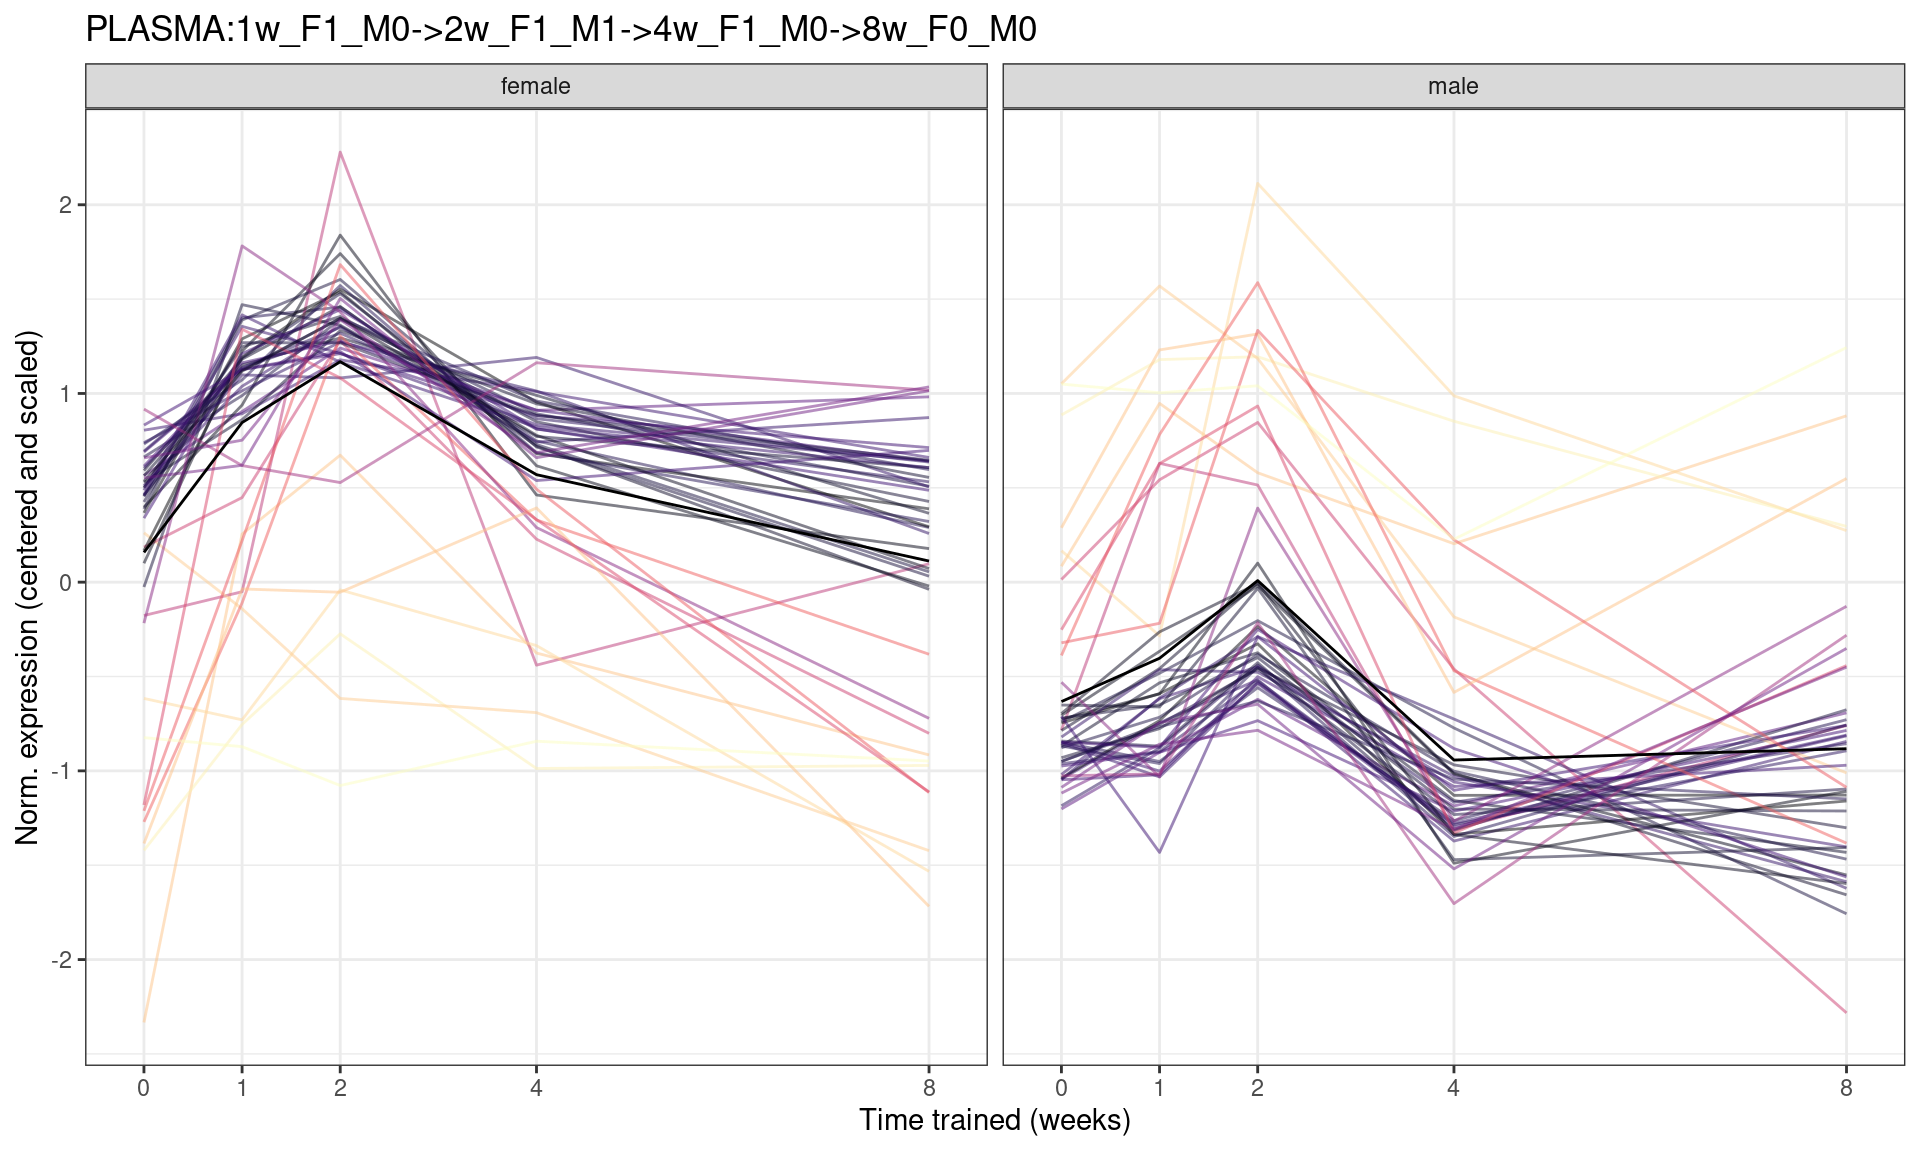 PLASMA:1w_F1_M0->2w_F1_M1->4w_F1_M0->8w_F0_M0
female
male
Norm. expression (centered and scaled)
2
1
0
-1
-2
0 1 2 4 8
0 1 2 4 8
Time trained (weeks)